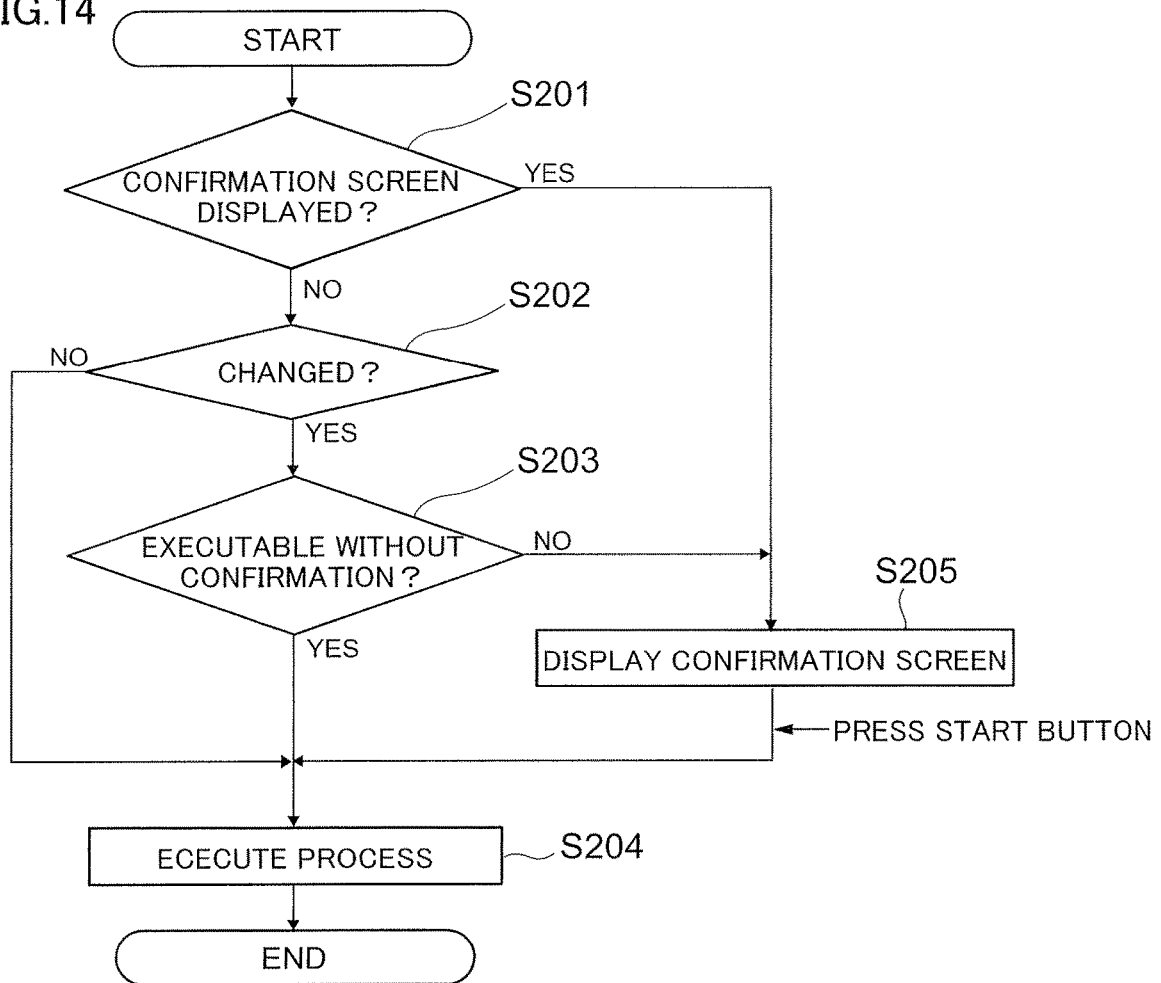 IG.14
START
S201
CONFIRMATION SCREEN
DISPLAYED?
YES
NO
S202
NO
CHANGED?
YES
S203
EXECUTABLE WITHOUT
CONFIRMATION?
NO
S205
YES
DISPLAY CONFIRMATION SCREEN
PRESS START BUTTON
ECECUTE PROCESS
S204
END